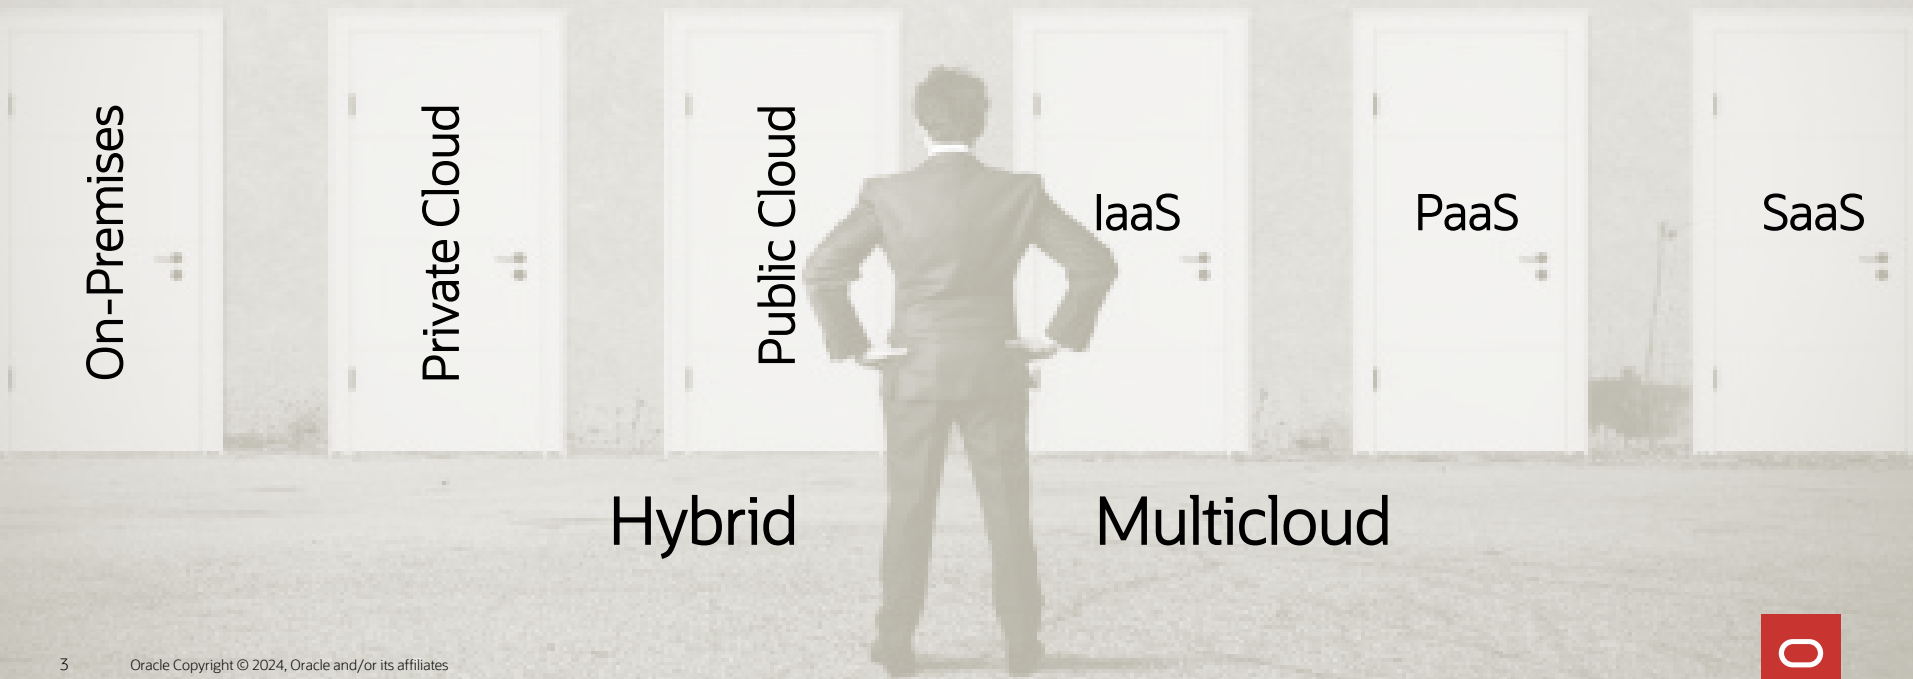 On-Premises
Private Cloud
Public Cloud
IaaS
PaaS
SaaS
Hybrid
Multicloud
3
Oracle Copyright © 2024, Oracle and/or its affiliates